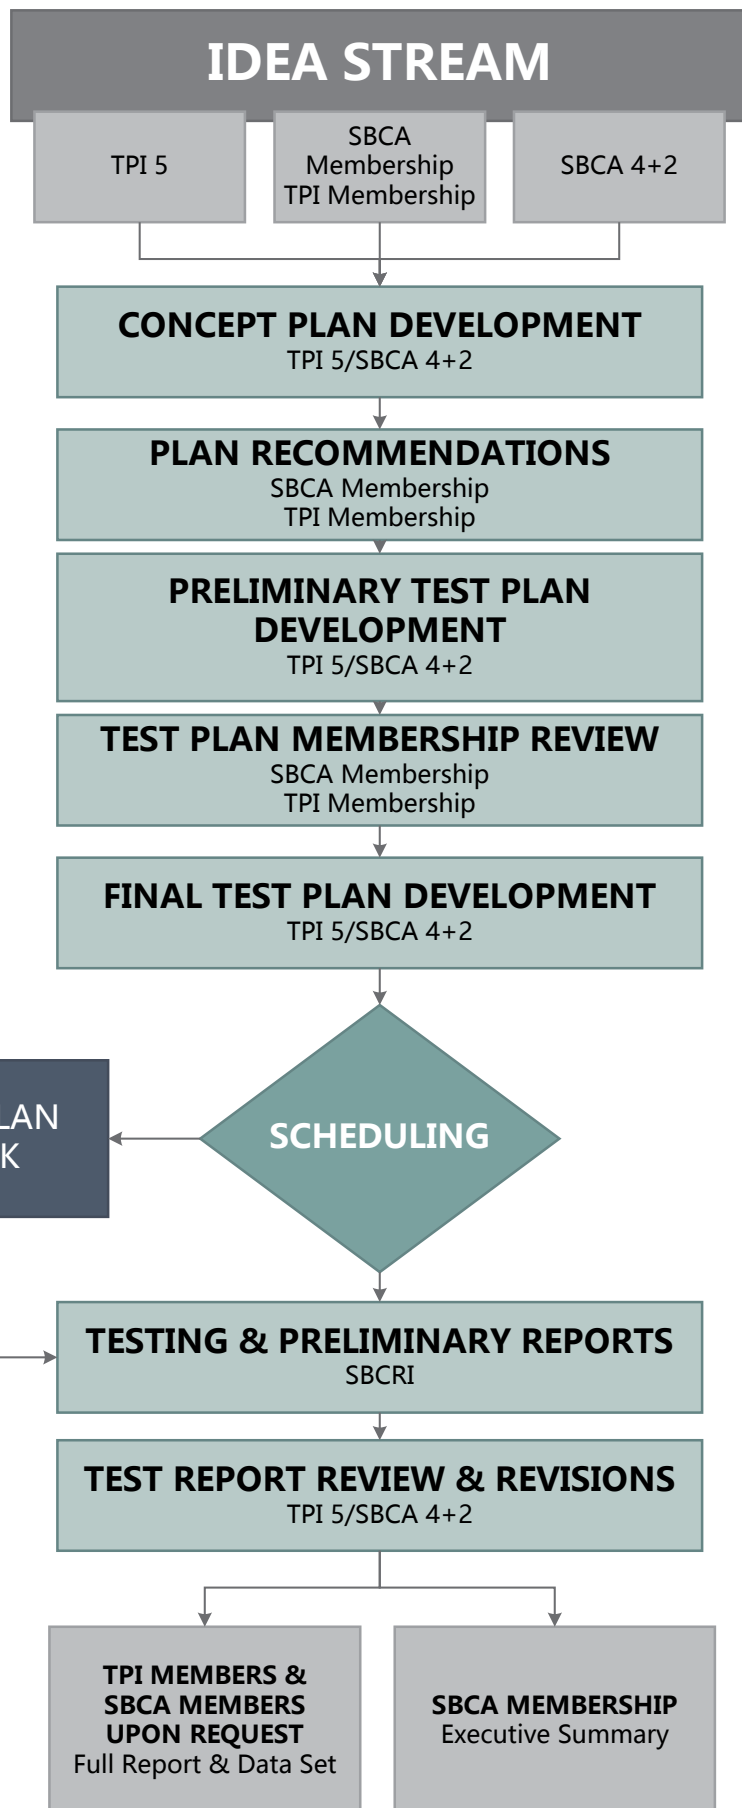 IDEA STREAM
TPI 5
SBCA
Membership
TPI Membership
SBCA 4+2
CONCEPT PLAN DEVELOPMENT
TPI 5/SBCA 4+2
PLAN RECOMMENDATIONS
SBCA Membership
TPI Membership
PRELIMINARY TEST PLAN
DEVELOPMENT
TPI 5/SBCA 4+2
TEST PLAN MEMBERSHIP REVIEW
SBCA Membership
TPI Membership
FINAL TEST PLAN DEVELOPMENT
TPI 5/SBCA 4+2
SCHEDULING
TESTING & PRELIMINARY REPORTS
SBCRI
TEST REPORT REVIEW & REVISIONS
TPI 5/SBCA 4+2
TPI MEMBERS &
SBCA MEMBERS
UPON REQUEST
Full Report & Data Set
SBCA MEMBERSHIP
Executive Summary